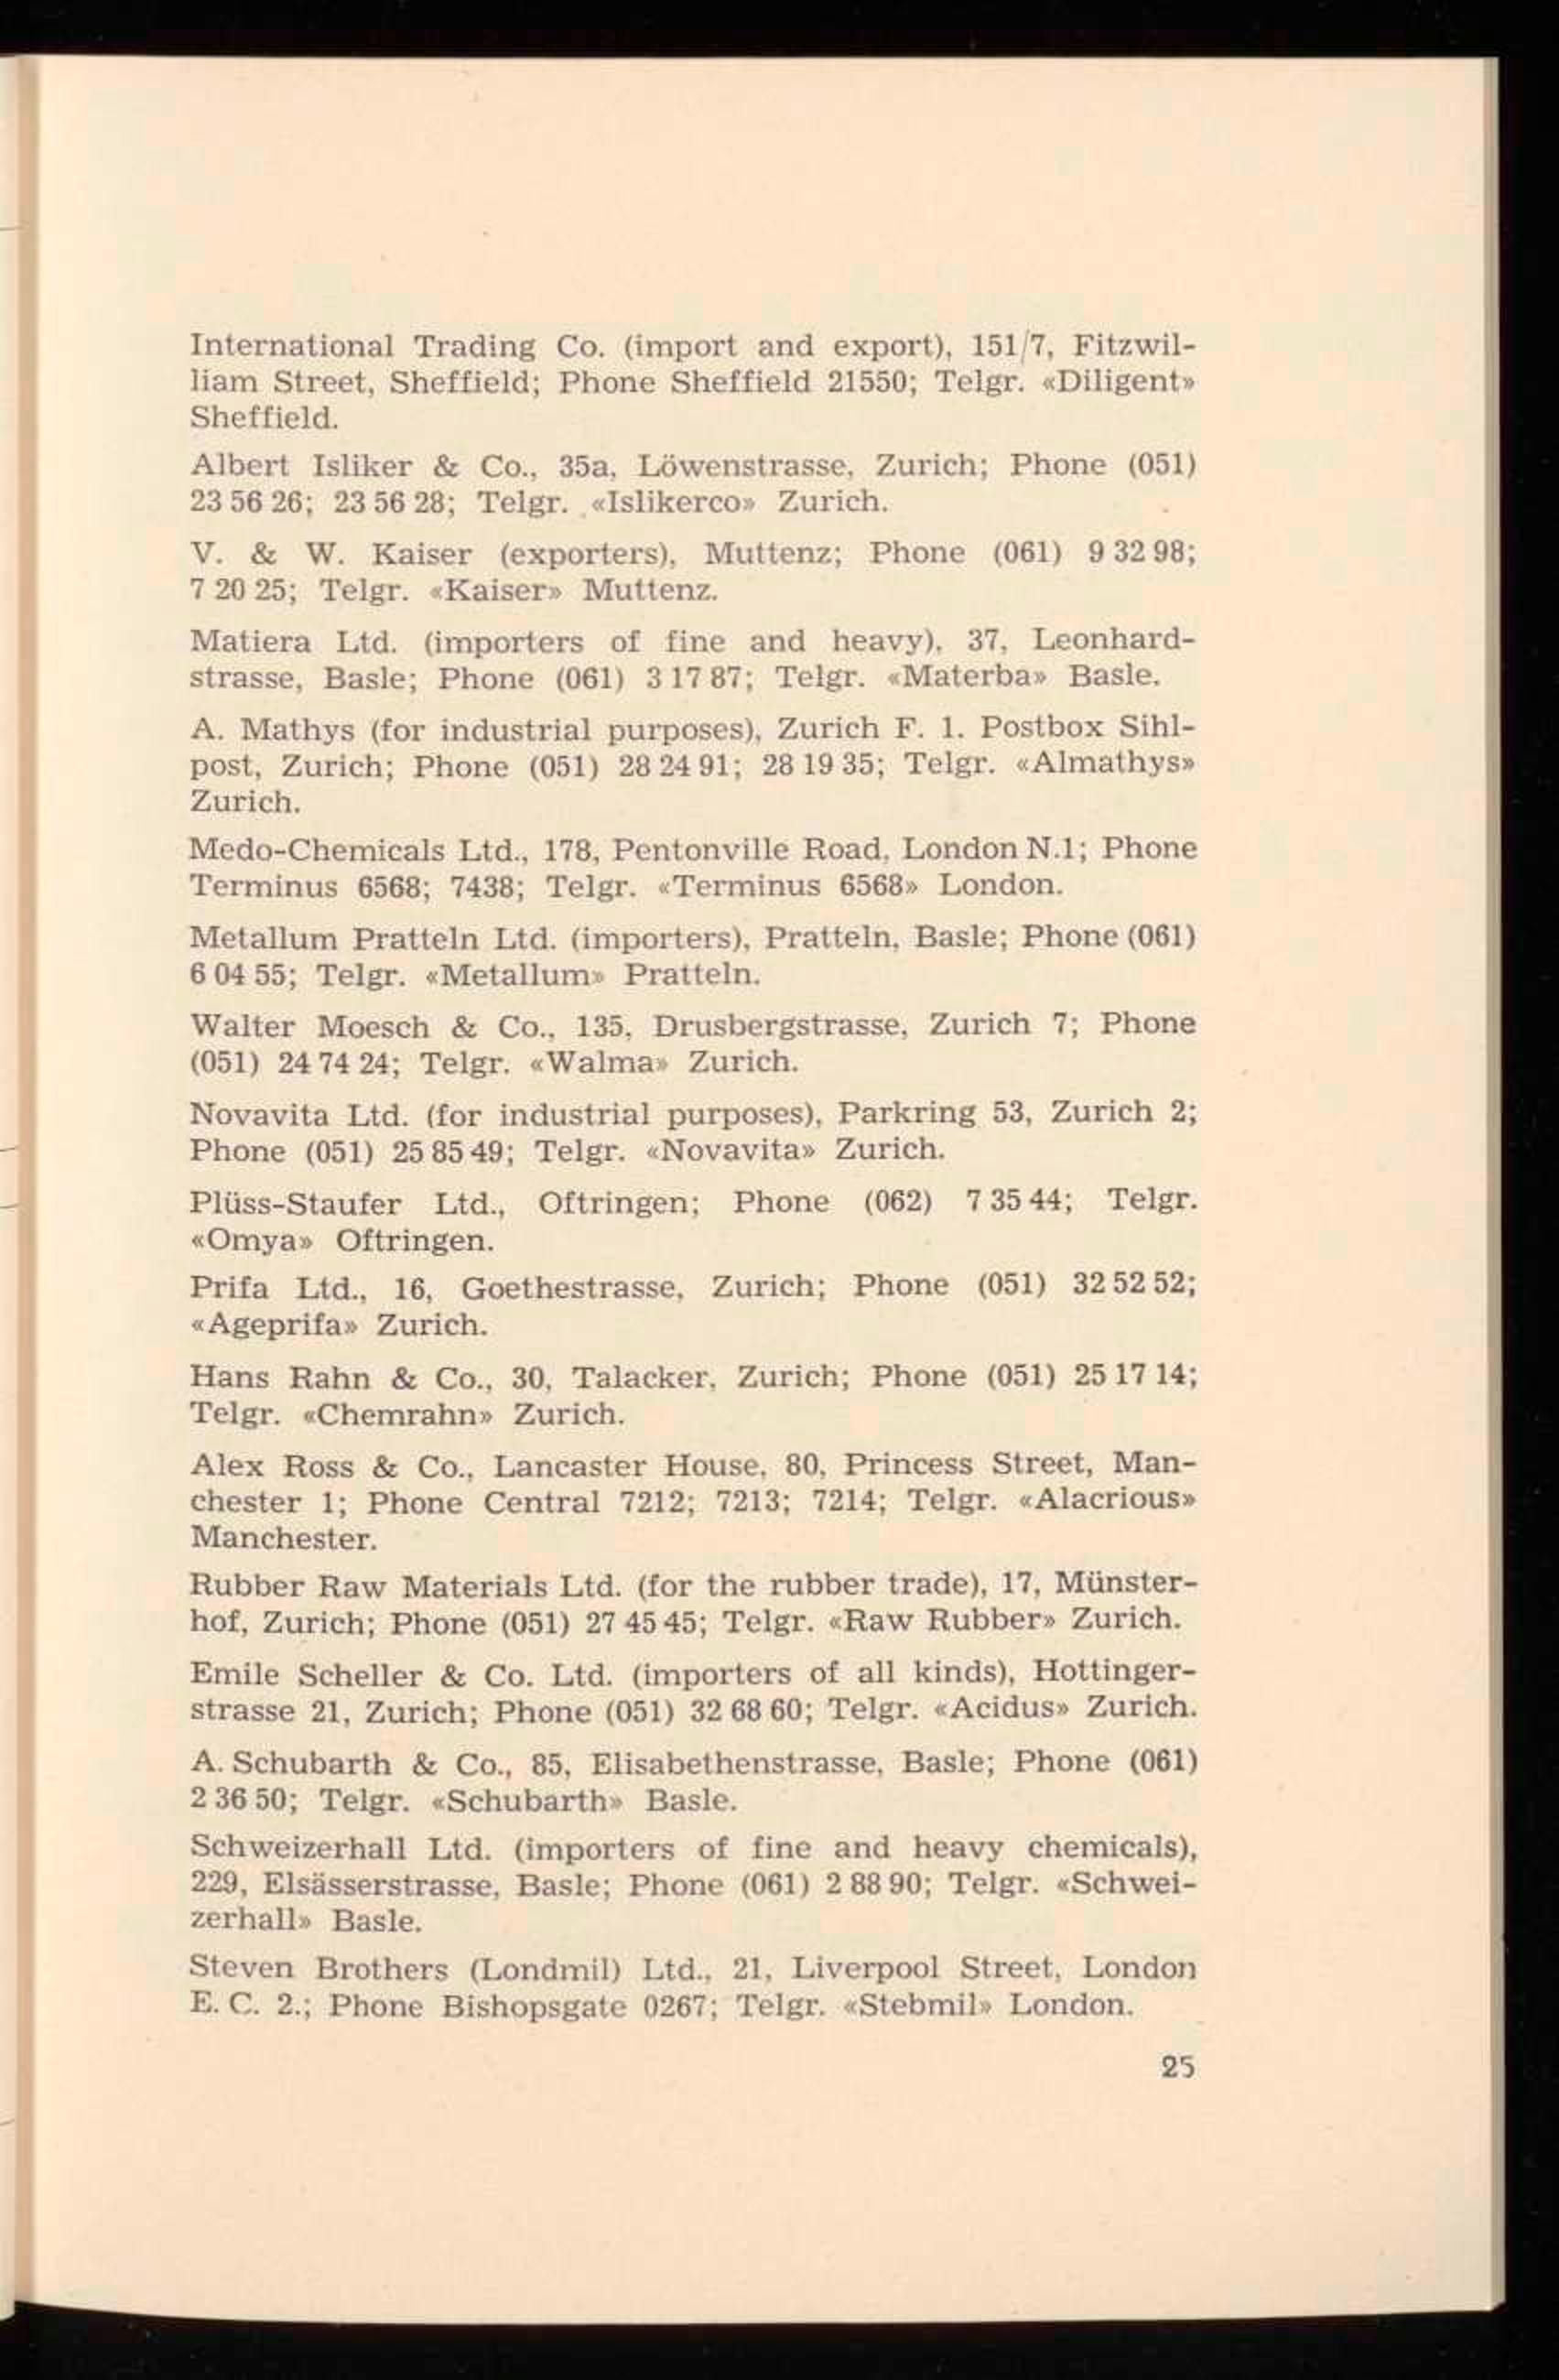 International Trading Co. (import and export), 151/7, Fitzwil-
liam Street, Sheffield; Phone Sheffield 21550; Telgr. «Diligent»
Sheffield.
Albert Isliker & Co., 35a, Löwenstrasse, Zurich; Phone (051)
23 56 26; 23 56 28; Telgr. «Islikerco» Zurich.
V. & W. Kaiser (exporters), Muttenz; Phone (061) 9 32 98;
7 20 25; Telgr. «Kaiser» Muttenz.
Matiera Ltd. (importers of fine and heavy), 37, Leonhard-
strasse, Basle; Phone (061) 3 17 87; Telgr. «Materba» Basle.
A. Mathys (for industrial purposes), Zurich F. 1. Postbox Sihl-
post, Zurich; Phone (051) 28 24 91; 28 19 35; Telgr. «Almathys»
Zurich.
Medo-Chemicals Ltd., 178, Pentonville Road, London N.1; Phone
Terminus 6568; 7438; Telgr. «Terminus 6568» London.
Metallum Pratteln Ltd. (importers), Pratteln, Basle; Phone (061)
6 04 55; Telgr. «Metallum» Pratteln.
Walter Moesch & Co., 135, Drusbergstrasse, Zurich 7; Phone
(051) 24 74 24; Telgr. «Walma» Zurich.
Novavita Ltd. (for industrial purposes), Parkring 53, Zurich 2;
Phone (051) 25 85 49; Telgr. «Novavita» Zurich.
Plüss-Staufer Ltd., Oftringen; Phone (062) 7 35 44; Telgr.
«Omya» Oftringen.
Prifa Ltd., 16, Goethestrasse, Zurich; Phone (051) 32 52 52;
«Ageprifa» Zurich.
Hans Rahn & Co., 30, Talacker, Zurich; Phone (051) 25 17 14;
Telgr. «Chemrahn» Zurich.
Alex Ross & Co., Lancaster House, 80, Princess Street, Man-
chester 1; Phone Central 7212; 7213; 7214; Telgr. «Alacrious»
Manchester.
Rubber Raw Materials Ltd. (for the rubber trade), 17, Münster-
hof, Zurich; Phone (051) 27 45 45; Telgr. «Raw Rubber» Zurich.
Emile Scheller & Co. Ltd. (importers of all kinds), Hottinger-
strasse 21, Zurich; Phone (051) 32 68 60; Telgr. «Acidus» Zurich.
A. Schubarth & Co., 85, Elisabethenstrasse, Basle; Phone (061)
2 36 50; Telgr. «Schubarth» Basle.
Schweizerhall Ltd. (importers of fine and heavy chemicals),
229, Elsässerstrasse, Basle; Phone (061) 2 88 90; Telgr. «Schwei-
zerhall» Basle.
Steven Brothers (Londmil) Ltd., 21, Liverpool Street, London
E. C. 2.; Phone Bishopsgate 0267; Telgr. «Stebmil» London.
25